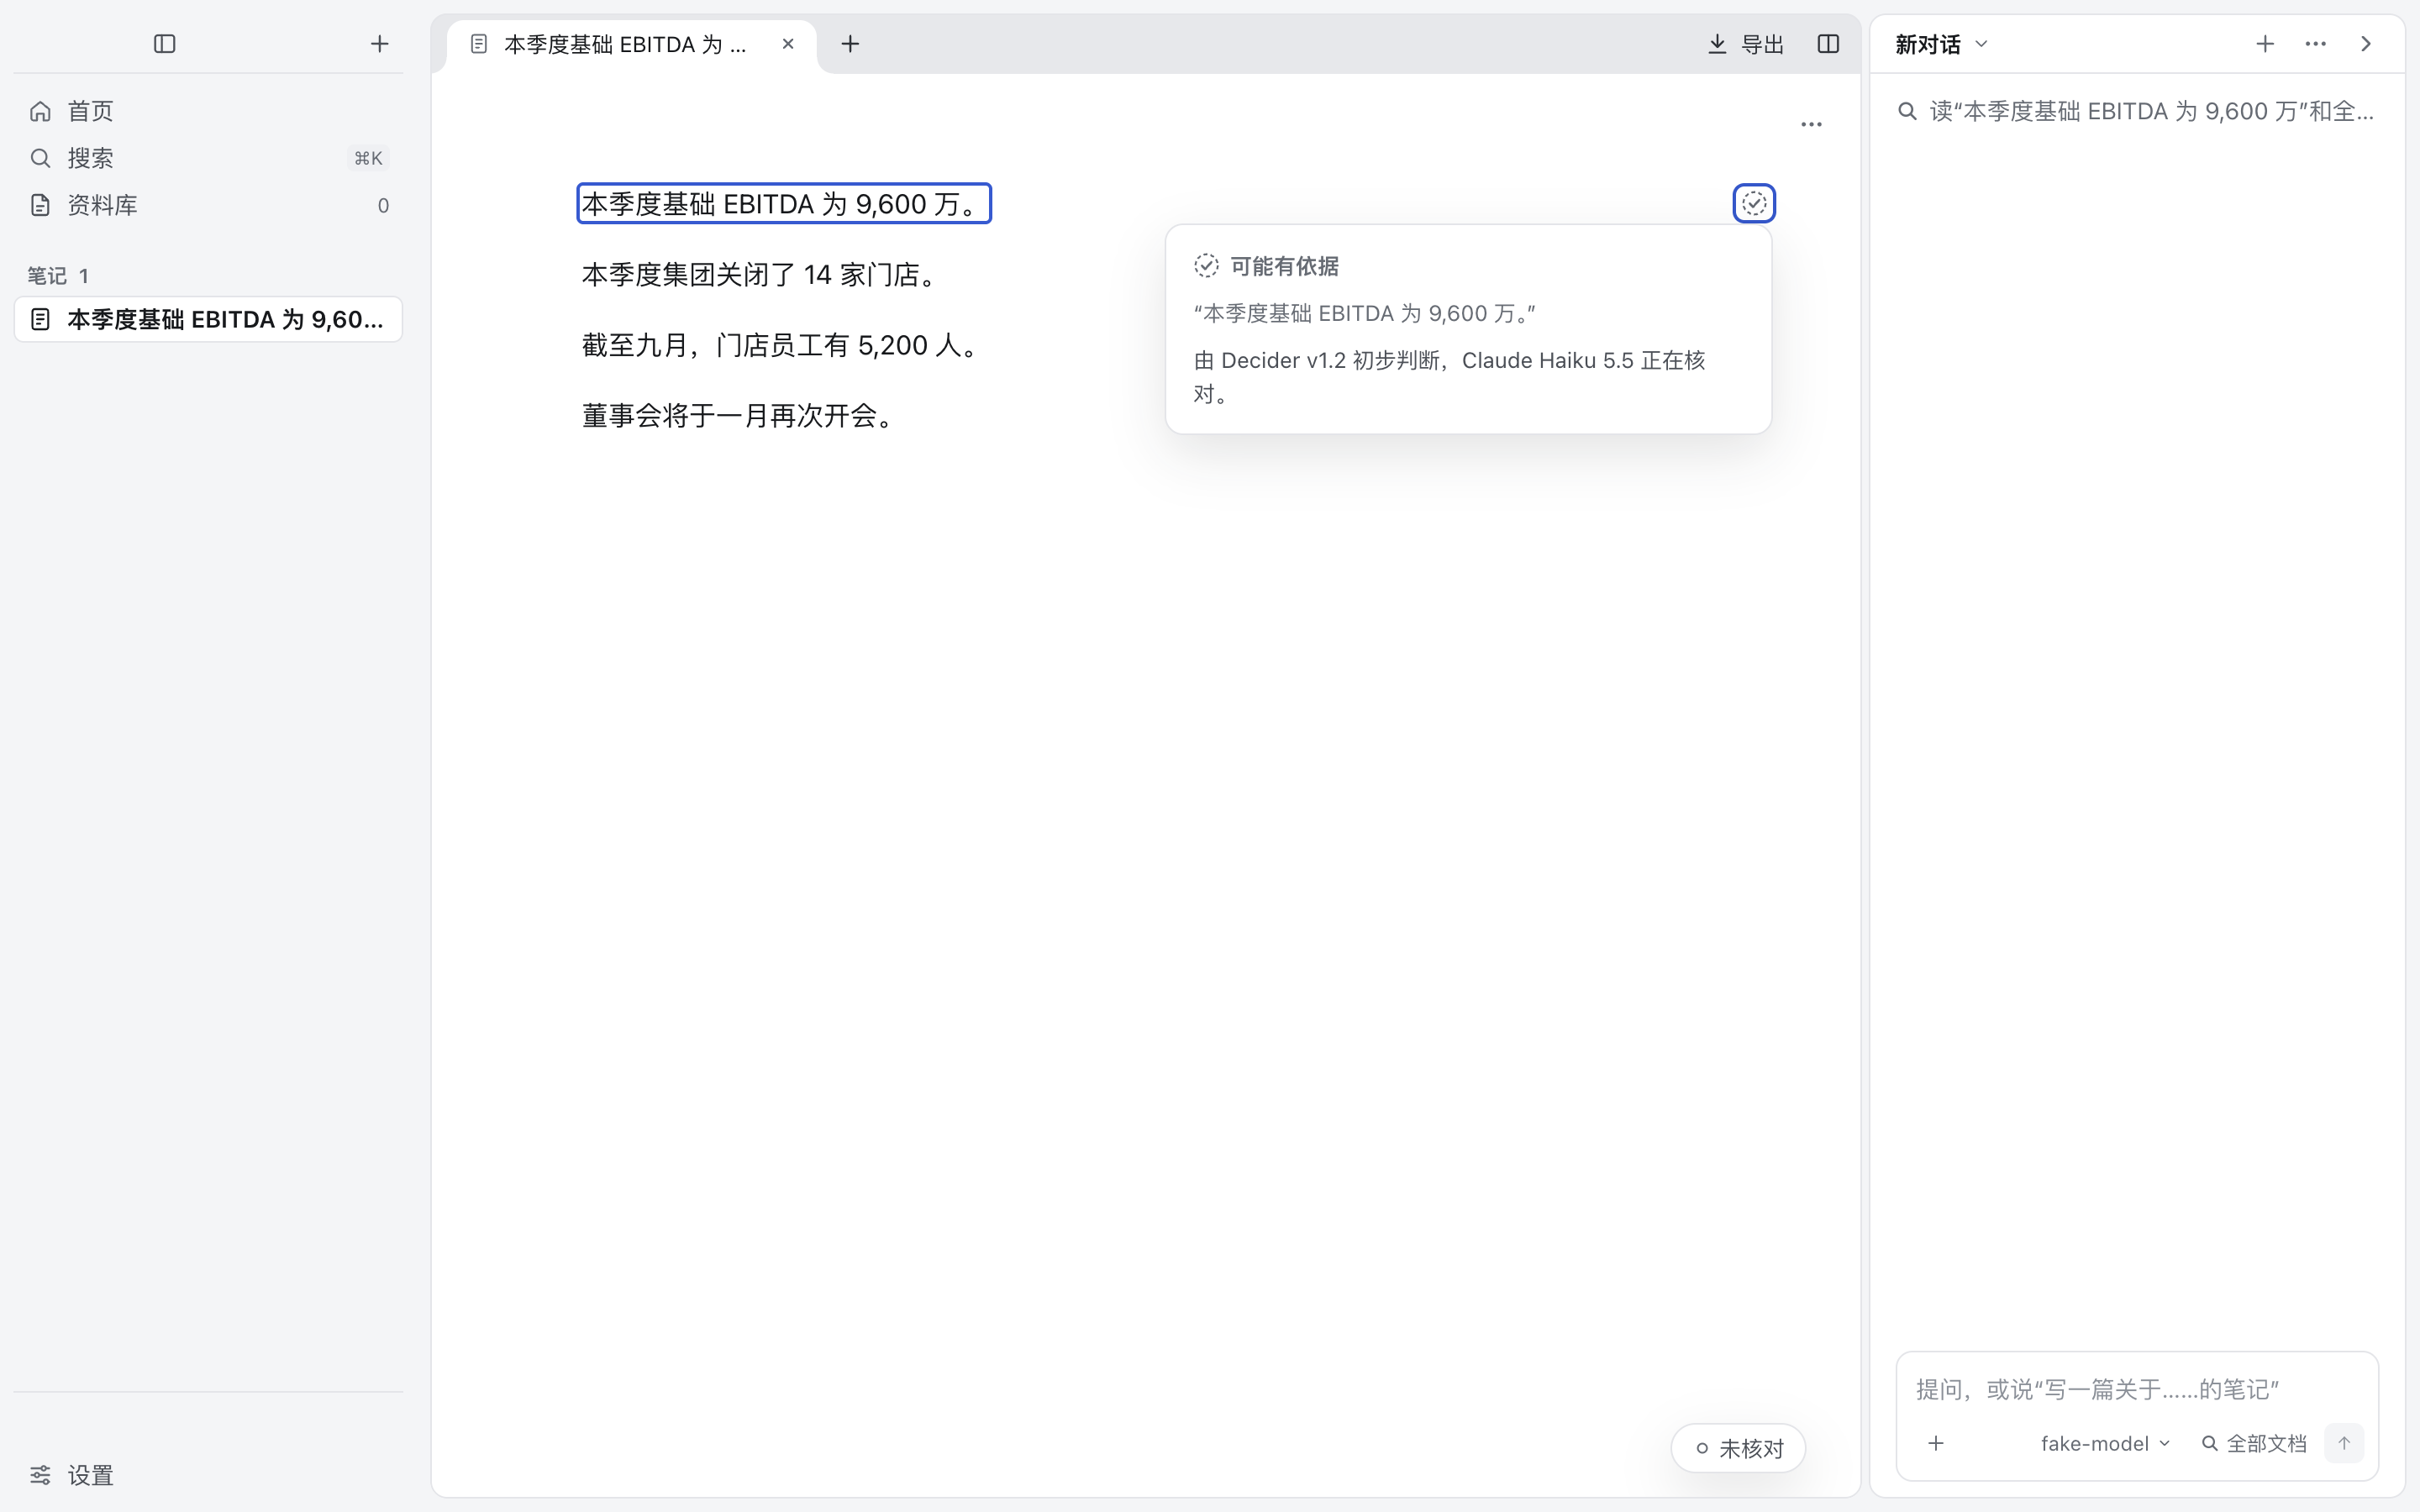 首页
搜索 ⌘K
资料库 0
笔记 1
本季度基础 EBITDA 为 9,60...
设置
本季度基础 EBITDA 为 ...
导出
本季度基础 EBITDA 为 9,600 万。
本季度集团关闭了 14 家门店。
截至九月，门店员工有 5,200 人。
董事会将于一月再次开会。
可能有依据
“本季度基础 EBITDA 为 9,600 万。”
由 Decider v1.2 初步判断，Claude Haiku 5.5 正在核
对。
未核对
新对话
读“本季度基础 EBITDA 为 9,600 万”和全...
提问，或说“写一篇关于……的笔记”
fake-model 全部文档